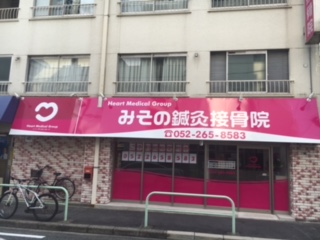 Heart Medical Group
みその鍼灸接骨院
☎052-265-8583
Heart Medical Group